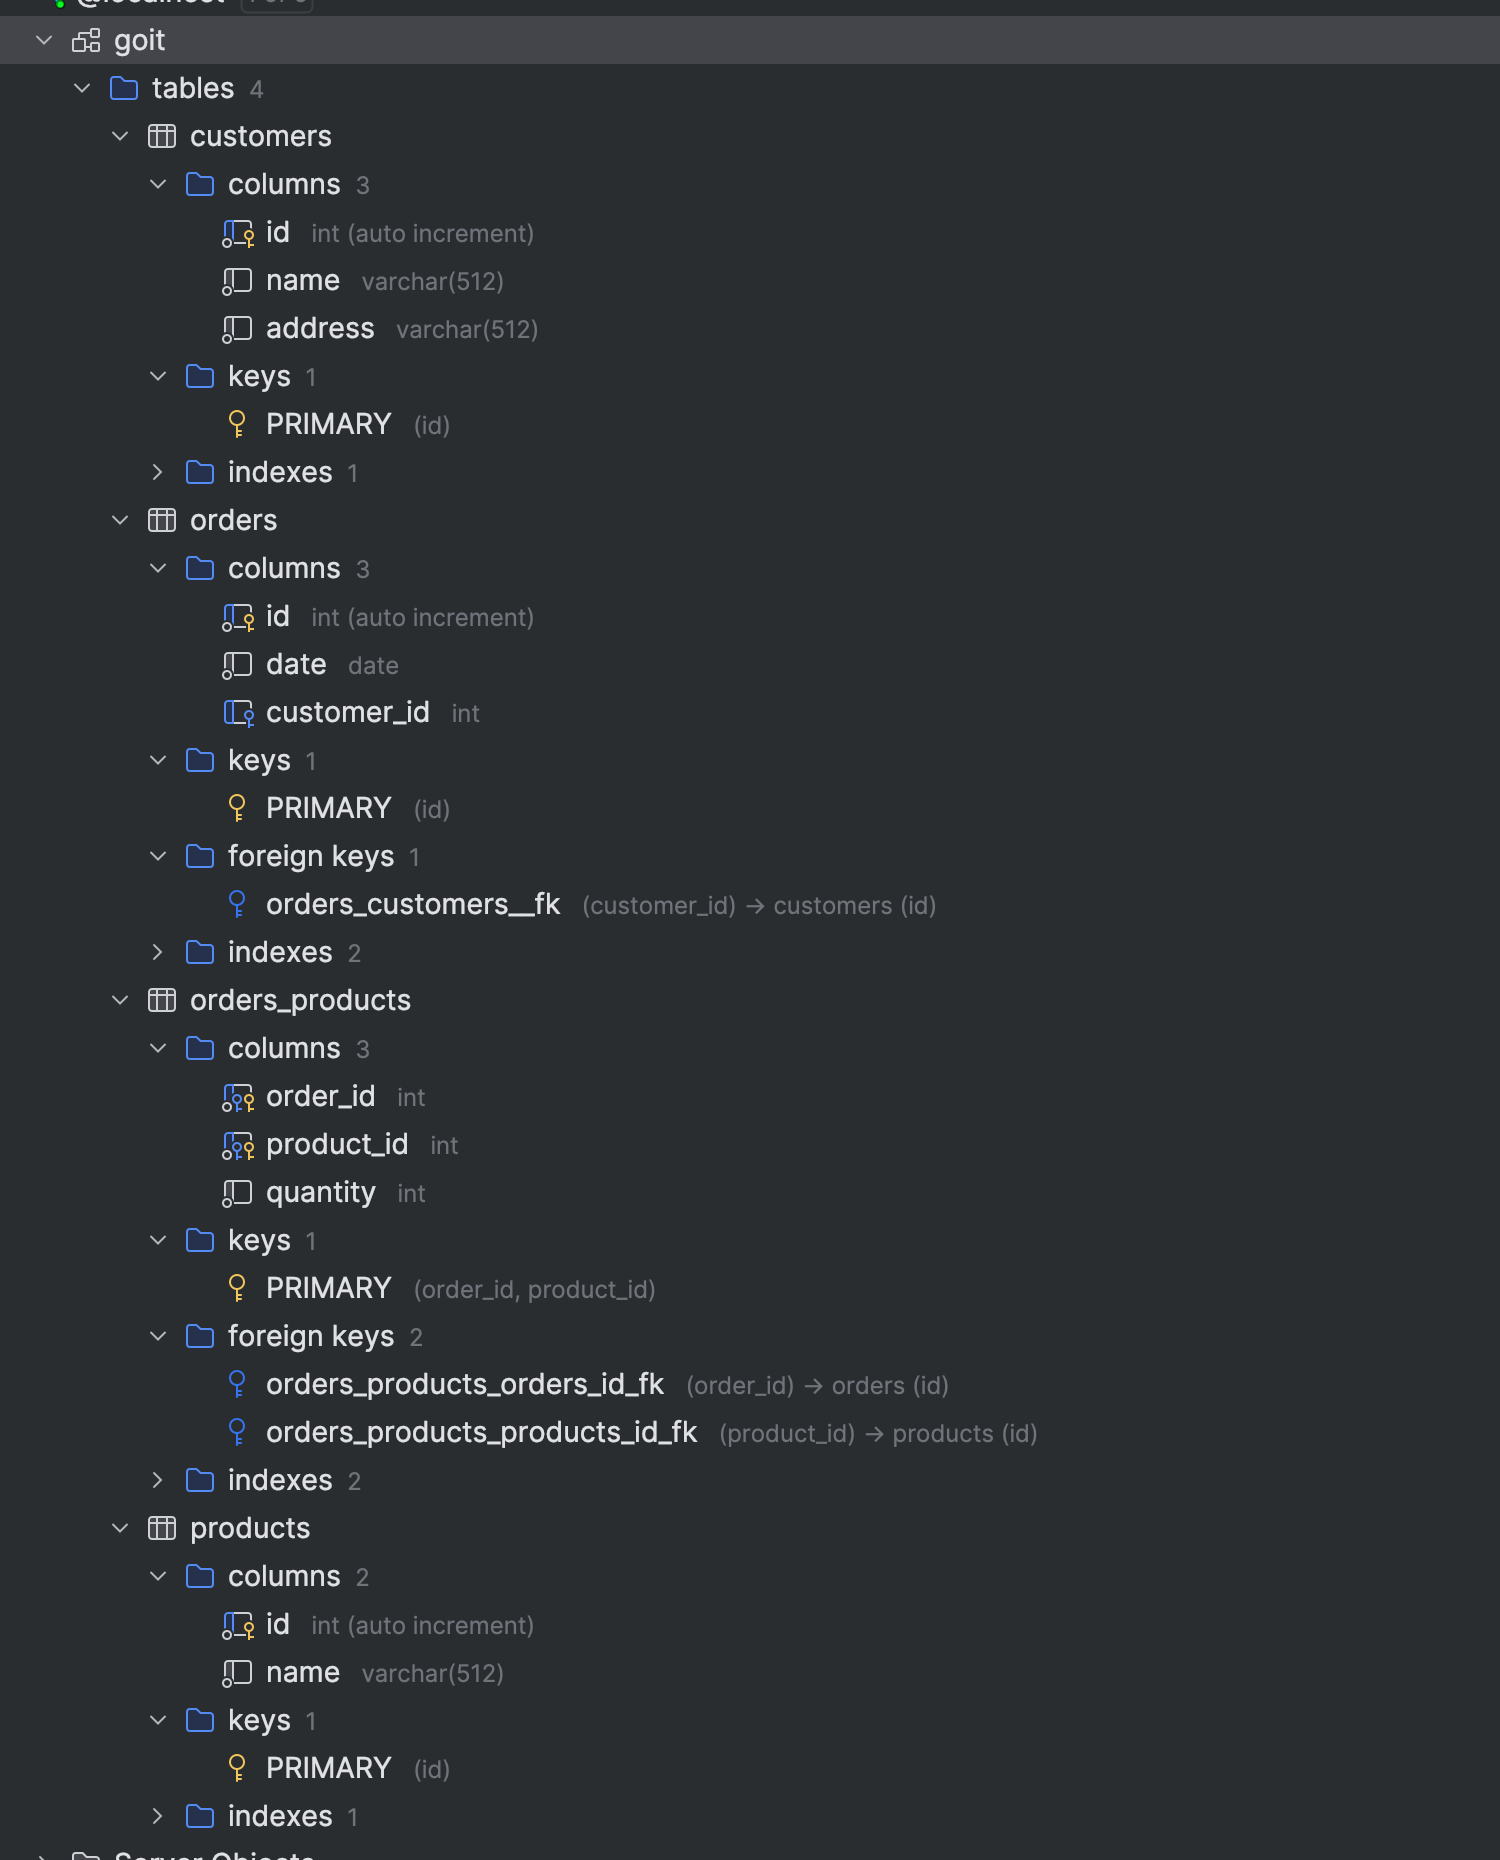 @localhost
goit
tables 4
customers
columns 3
id int (auto increment)
name varchar(512)
address varchar(512)
keys 1
PRIMARY (id)
indexes 1
orders
columns 3
id int (auto increment)
date date
customer_id int
keys 1
PRIMARY (id)
foreign keys 1
orders_customers__fk (customer_id) → customers (id)
indexes 2
orders_products
columns 3
order_id int
product_id int
quantity int
keys 1
PRIMARY (order_id, product_id)
foreign keys 2
orders_products_orders_id_fk (order_id) → orders (id)
orders_products_products_id_fk (product_id) → products (id)
indexes 2
products
columns 2
id int (auto increment)
name varchar(512)
keys 1
PRIMARY (id)
indexes 1
Server Objects